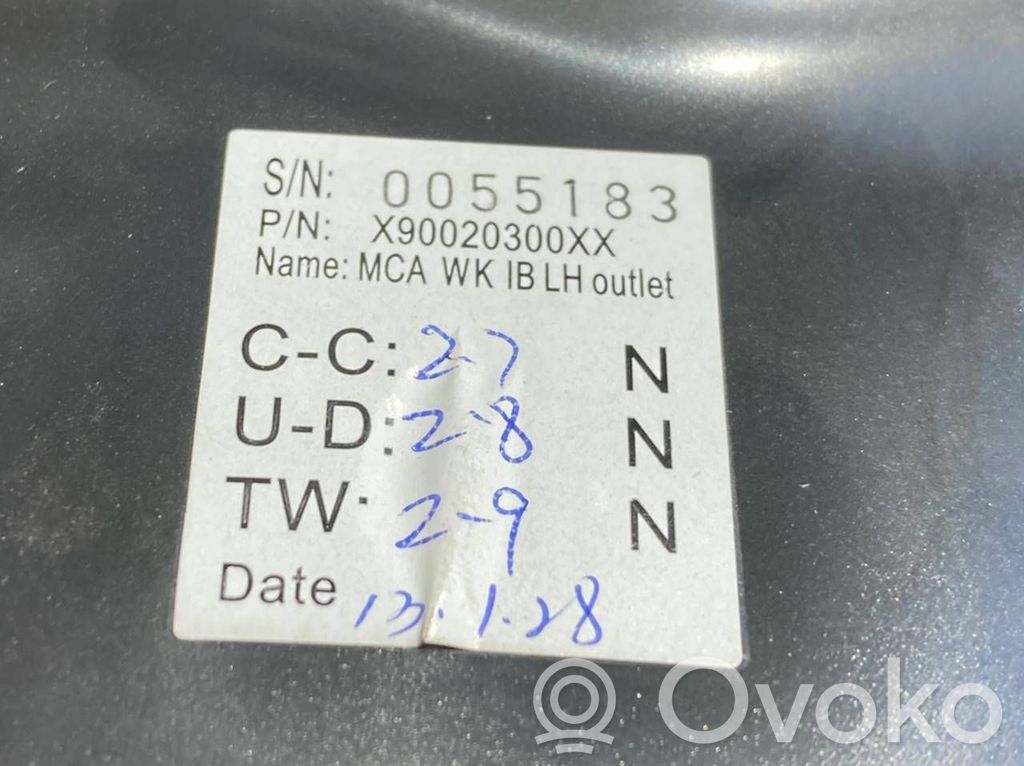 S/N: 0055183
P/N: X90020300XX
Name: MCA WK IB LH outlet
C-C: 2.7 N
U-D: 2.8 N
TW: 2.9 N
Date 13.1.28
Ovoko